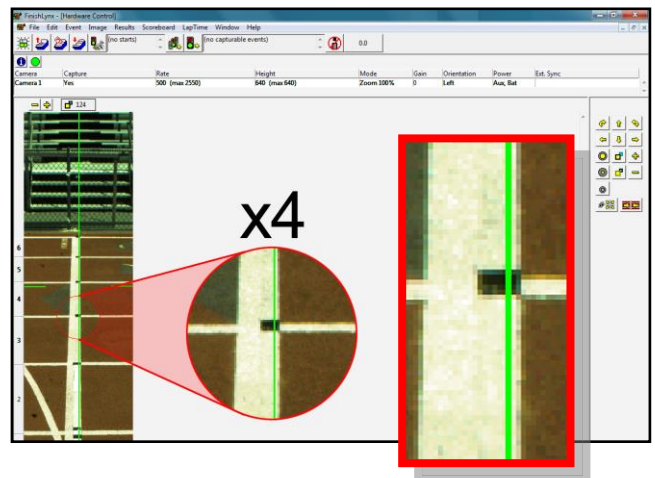 FinishLynx - [Hardware Control]
File Edit Event Image Results Scoreboard LapTime Window Help
(no starts) (no capturable events) 0.0
Camera Capture Rate Height Mode Gain Orientation Power Ext. Sync
Camera 1 Yes 500 (max 2550) 640 (max 640) Zoom 100% 0 Left Aux, Bat
124
x4
6
5
4
3
2